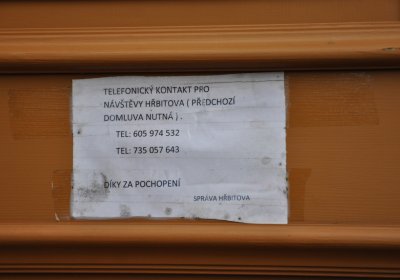 TELEFONICKÝ KONTAKT PRO
NÁVŠTĚVY HŘBITOVA ( PŘEDCHOZÍ
DOMLUVA NUTNÁ ) .
TEL: 605 974 532
TEL: 735 057 643
DÍKY ZA POCHOPENÍ
SPRÁVA HŘBITOVA